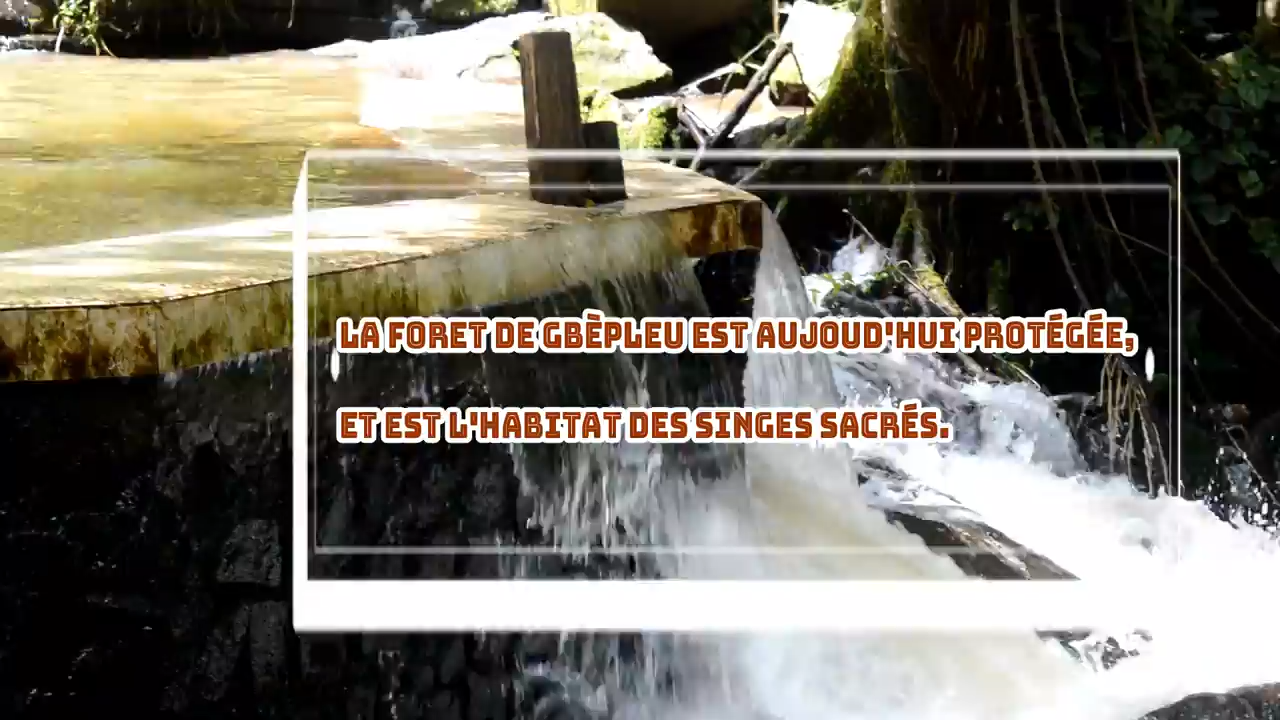 LA FORET DE GBÈPLEU EST AUJOUD'HUI PROTÉGÉE,
ET EST L'HABITAT DES SINGES SACRÉS.